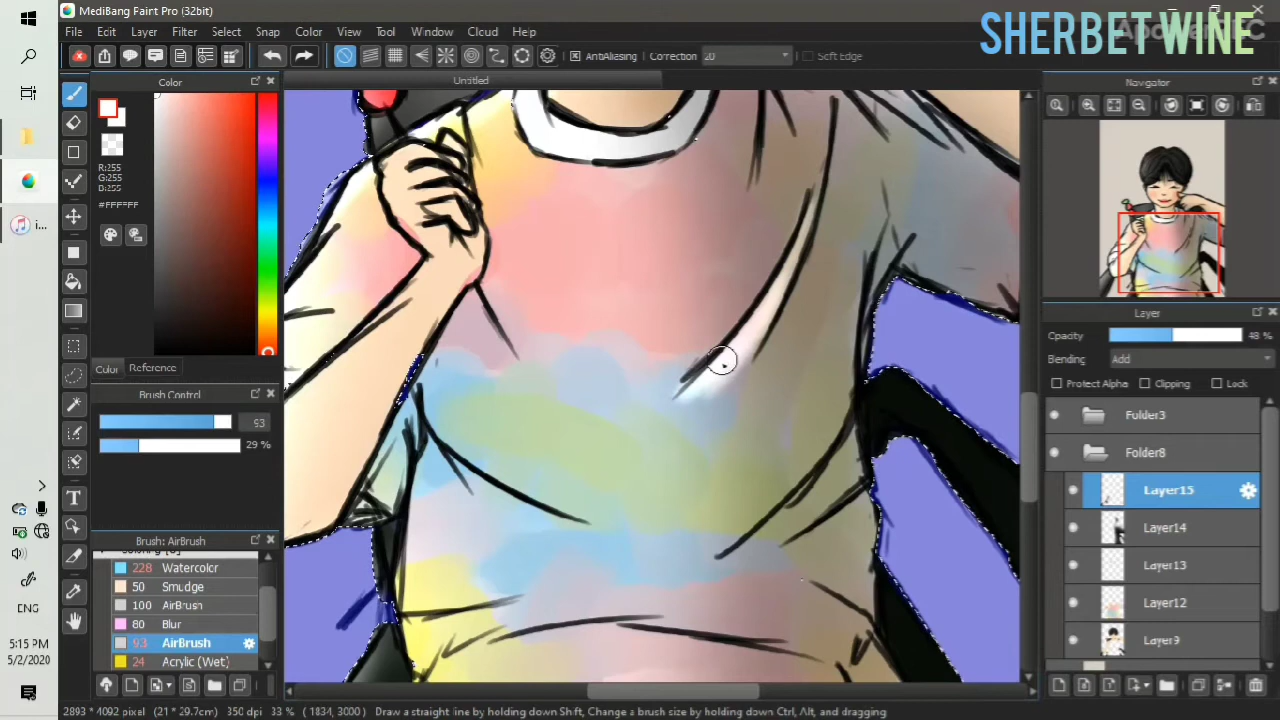 MediBang Paint Pro (32bit)
SHERBET WINE
File Edit Layer Filter Select Snap Color View Tool Window Cloud Help
AntiAliasing Correction 20 Soft Edge
Color
Untitled
Navigator
R:255
G:255
B:255
#FFFFFF
Color Reference
Brush Control
93
29 %
Brush: AirBrush
228 Watercolor
50 Smudge
100 AirBrush
80 Blur
93 AirBrush
24 Acrylic (Wet)
Layer
Opacity 48 %
Bending Add
Protect Alpha Clipping Lock
Folder3
Folder8
Layer15
Layer14
Layer13
Layer12
Layer9
i...
ENG
5:15 PM
5/2/2020
2893 * 4092 pixel (21 * 29.7cm) 350 dpi 33 % ( 1834, 3000 ) Draw a straight line by holding down Shift, Change a brush size by holding down Ctrl, Alt, and dragging